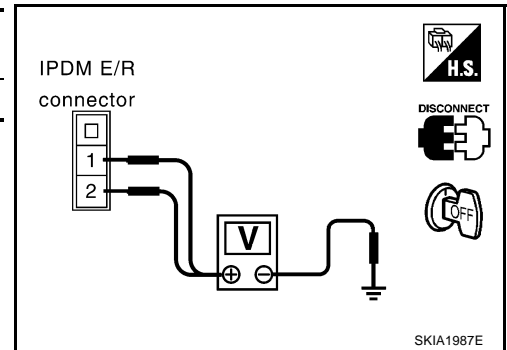 IPDM E/R
connector
1
2
V
+ −
H.S.
DISCONNECT
OFF
SKIA1987E